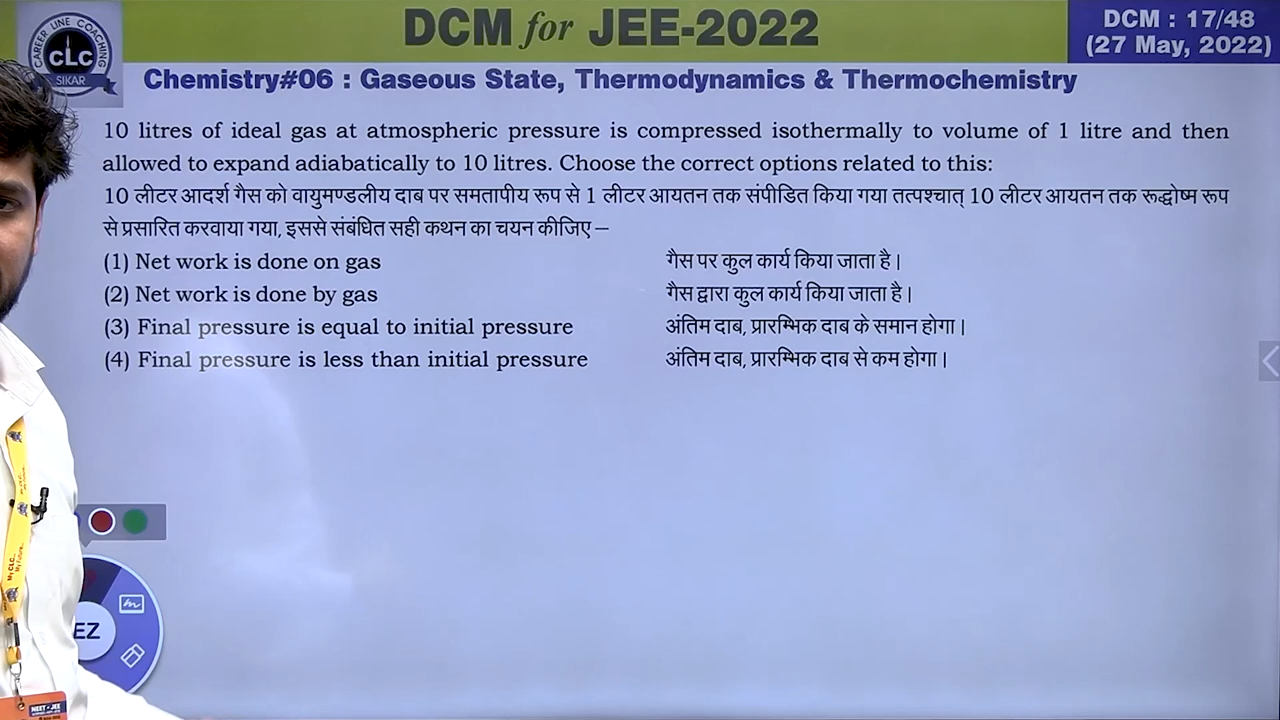 CAREER LINE COACHING
CLC
SIKAR
DCM for JEE-2022
DCM : 17/48
(27 May, 2022)
Chemistry#06 : Gaseous State, Thermodynamics & Thermochemistry
10 litres of ideal gas at atmospheric pressure is compressed isothermally to volume of 1 litre and then
allowed to expand adiabatically to 10 litres. Choose the correct options related to this:
10 लीटर आदर्श गैस को वायुमण्डलीय दाब पर समतापीय रूप से 1 लीटर आयतन तक संपीडित किया गया तत्पश्चात् 10 लीटर आयतन तक रूद्धोष्म रूप
से प्रसारित करवाया गया, इससे संबंधित सही कथन का चयन कीजिए –
(1) Net work is done on gas गैस पर कुल कार्य किया जाता है।
(2) Net work is done by gas गैस द्वारा कुल कार्य किया जाता है।
(3) Final pressure is equal to initial pressure अंतिम दाब, प्रारम्भिक दाब के समान होगा।
(4) Final pressure is less than initial pressure अंतिम दाब, प्रारम्भिक दाब से कम होगा।
EZ
NEET - JEE